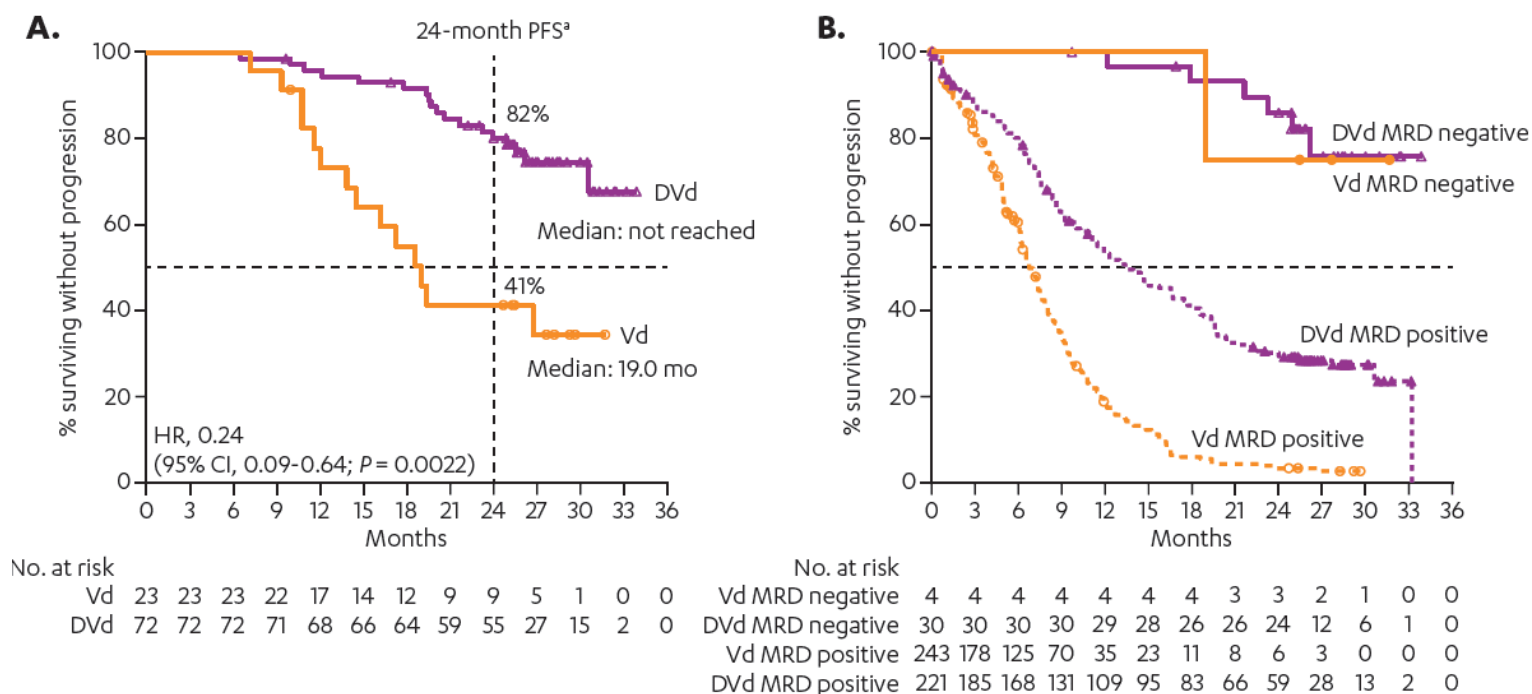 A.
24-month PFSª
% surviving without progression
100
80
60
40
20
0
82%
DVd
Median: not reached
41%
Vd
Median: 19.0 mo
HR, 0.24
(95% CI, 0.09-0.64; P = 0.0022)
0 3 6 9 12 15 18 21 24 27 30 33 36
Months
No. at risk
Vd 23 23 23 22 17 14 12 9 9 5 1 0 0
DVd 72 72 72 71 68 66 64 59 55 27 15 2 0
B.
% surviving without progression
100
80
60
40
20
0
DVd MRD negative
Vd MRD negative
DVd MRD positive
Vd MRD positive
0 3 6 9 12 15 18 21 24 27 30 33 36
Months
No. at risk
Vd MRD negative 4 4 4 4 4 4 4 3 3 2 1 0 0
DVd MRD negative 30 30 30 30 29 28 26 26 24 12 6 1 0
Vd MRD positive 243 178 125 70 35 23 11 8 6 3 0 0 0
DVd MRD positive 221 185 168 131 109 95 83 66 59 28 13 2 0